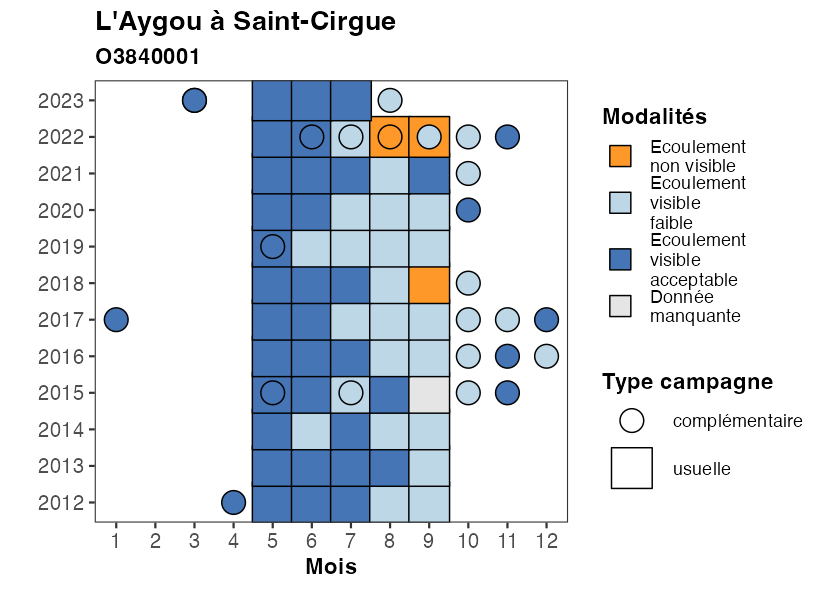 L'Aygou à Saint-Cirgue
O3840001
2023
2022
2021
2020
2019
2018
2017
2016
2015
2014
2013
2012
1 2 3 4 5 6 7 8 9 10 11 12
Mois
Modalités
Ecoulement
non visible
Ecoulement
visible
faible
Ecoulement
visible
acceptable
Donnée
manquante
Type campagne
complémentaire
usuelle